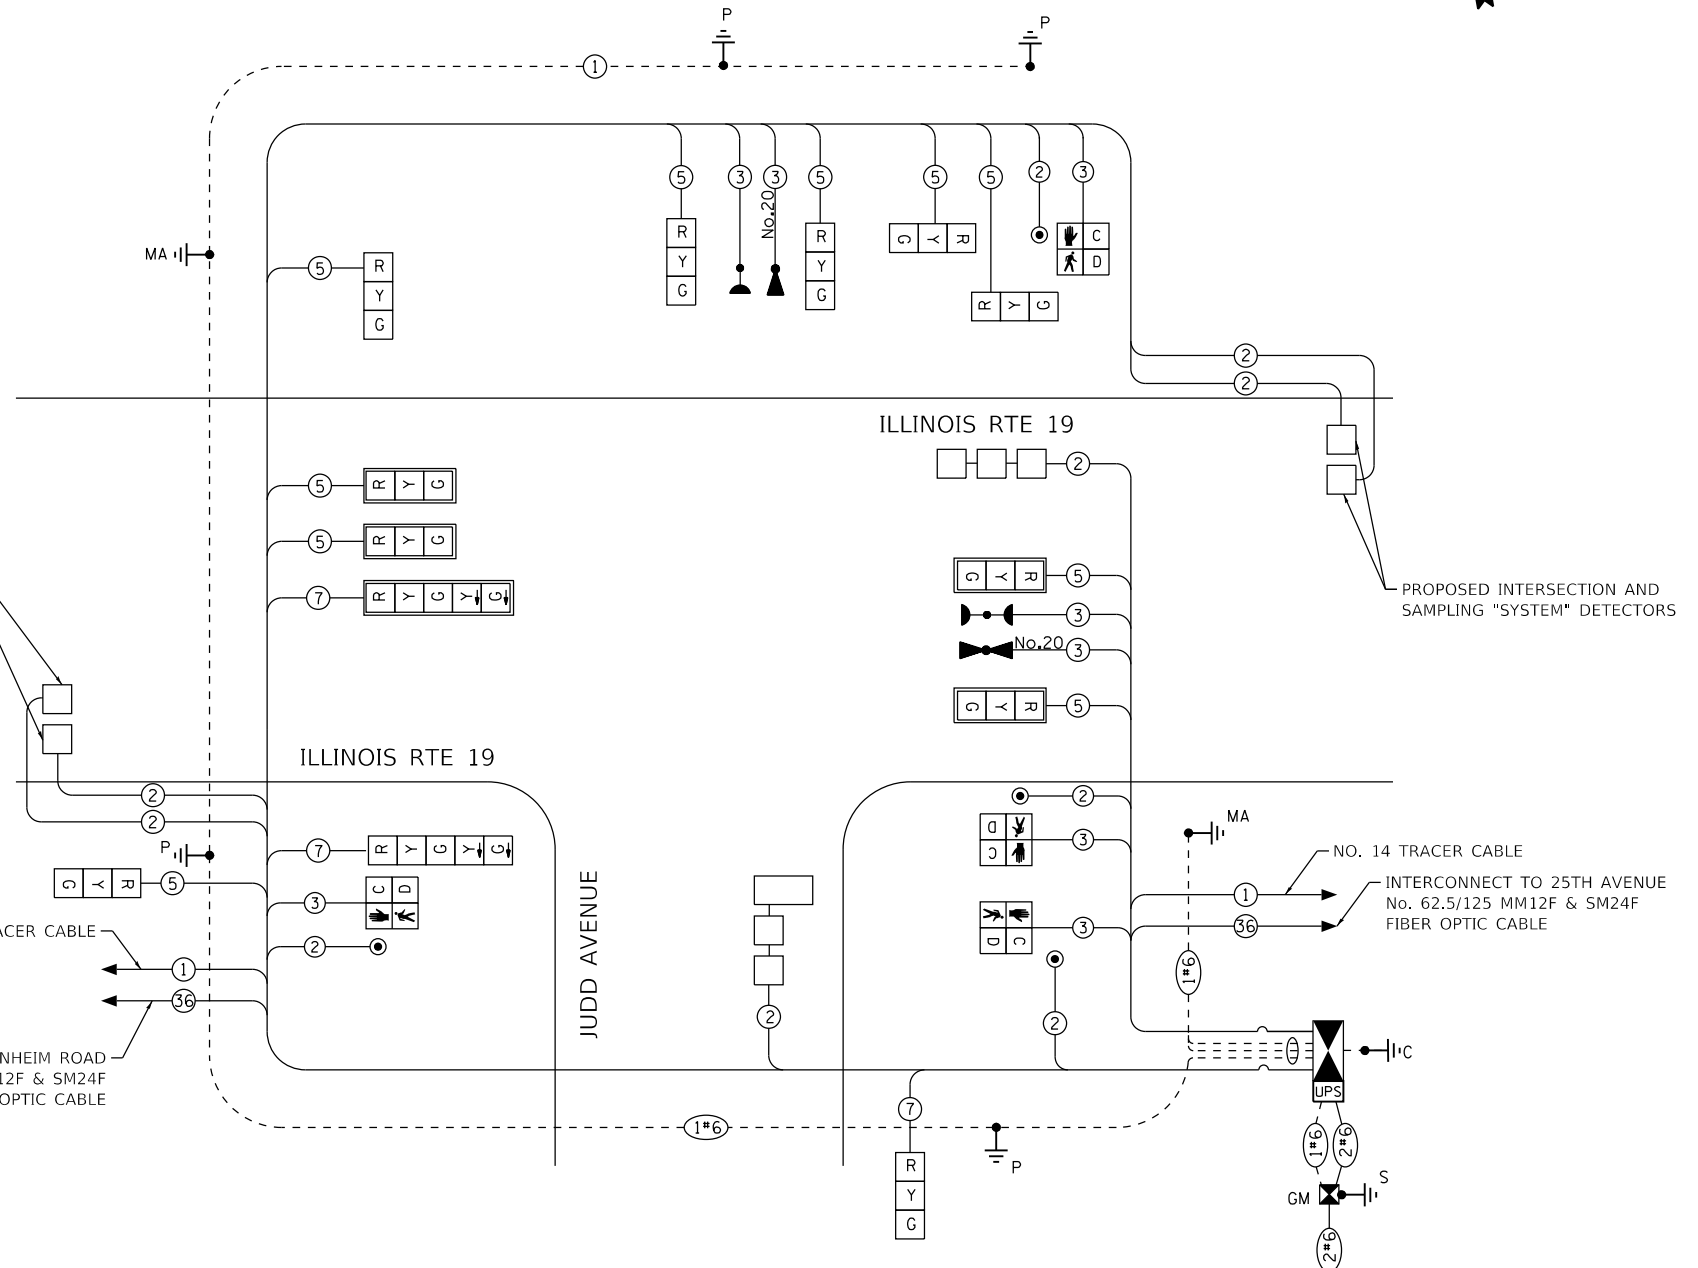 P
P
1
5
3
3
5
5
5
2
3
No.20
R
Y
G
R
Y
G
R Y G
C
D
MA
5
R
Y
G
R Y G
2
2
ILLINOIS RTE 19
2
5
R Y G
5
R Y G
7
R Y G Y G
R Y G
5
3
No.20
3
R Y G
5
PROPOSED INTERSECTION AND
SAMPLING "SYSTEM" DETECTORS
ILLINOIS RTE 19
2
2
2
P
7
R Y G Y G
R Y G
5
3
C D
D
C
3
MA
NO. 14 TRACER CABLE
1
INTERCONNECT TO 25TH AVENUE
No. 62.5/125 MM12F & SM24F
FIBER OPTIC CABLE
36
ACER CABLE
2
1
36
JUDD AVENUE
2
3
D C
2
1#6
C
UPS
NHEIM ROAD
12F & SM24F
OPTIC CABLE
7
1#6
P
R
Y
G
1#6
2#6
GM
S
2#6